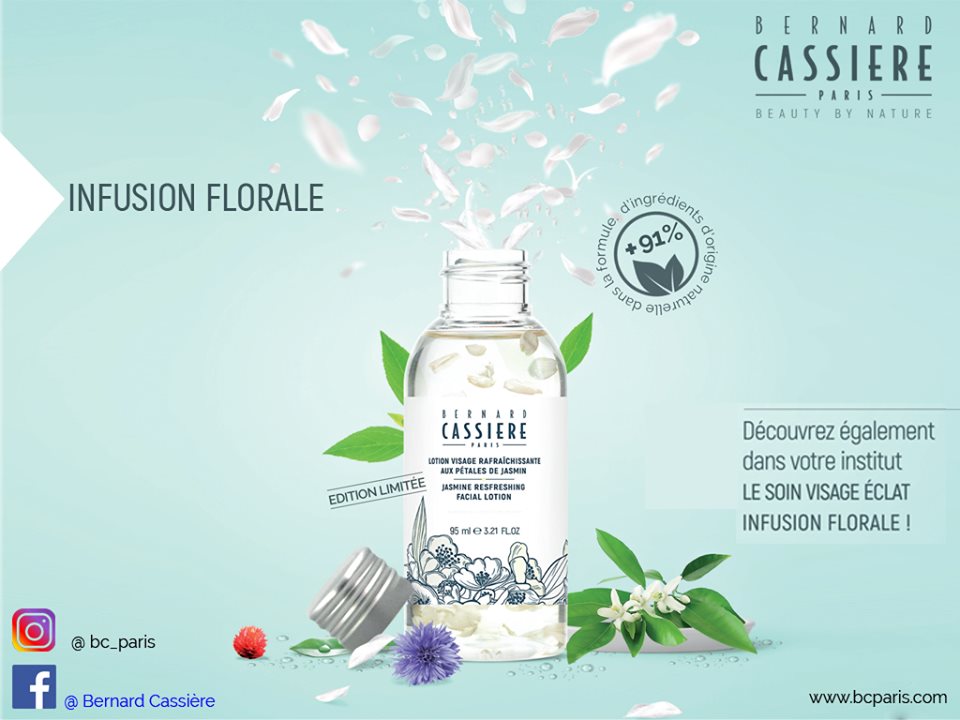 BERNARD
CASSIERE
PARIS
BEAUTY BY NATURE
INFUSION FLORALE
+91%
d'ingrédients d'origine naturelle dans la formule.
BERNARD
CASSIERE
PARIS
LOTION VISAGE RAFRAÎCHISSANTE
AUX PÉTALES DE JASMIN
JASMINE RESFRESHING
FACIAL LOTION
95 ml ℮ 3.21 FL.OZ
EDITION LIMITÉE
Découvrez également
dans votre institut
LE SOIN VISAGE ÉCLAT
INFUSION FLORALE !
@ bc_paris
@ Bernard Cassière
www.bcparis.com